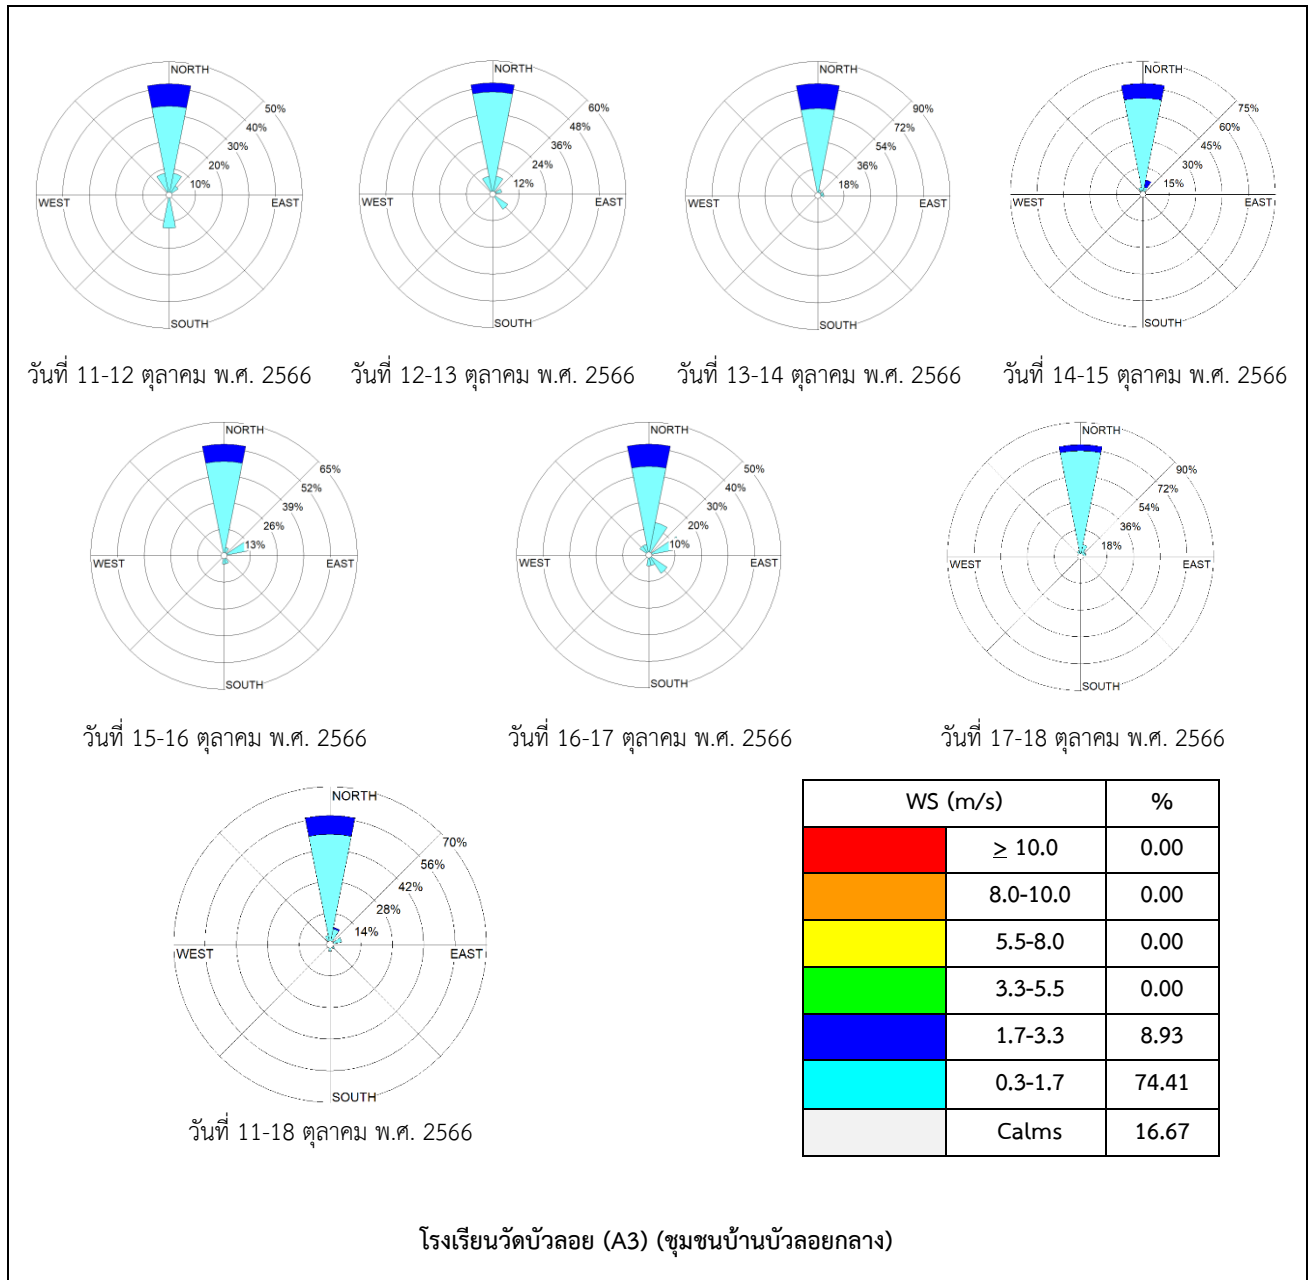 NORTH
50%
40%
30%
20%
10%
WEST
EAST
SOUTH
วันที่ 11-12 ตุลาคม พ.ศ. 2566
NORTH
60%
48%
36%
24%
12%
WEST
EAST
SOUTH
วันที่ 12-13 ตุลาคม พ.ศ. 2566
NORTH
90%
72%
54%
36%
18%
WEST
EAST
SOUTH
วันที่ 13-14 ตุลาคม พ.ศ. 2566
NORTH
75%
60%
45%
30%
15%
WEST
EAST
SOUTH
วันที่ 14-15 ตุลาคม พ.ศ. 2566
NORTH
65%
52%
39%
26%
13%
WEST
EAST
SOUTH
วันที่ 15-16 ตุลาคม พ.ศ. 2566
NORTH
50%
40%
30%
20%
10%
WEST
EAST
SOUTH
วันที่ 16-17 ตุลาคม พ.ศ. 2566
NORTH
90%
72%
54%
36%
18%
WEST
EAST
SOUTH
วันที่ 17-18 ตุลาคม พ.ศ. 2566
NORTH
70%
56%
42%
28%
14%
WEST
EAST
SOUTH
วันที่ 11-18 ตุลาคม พ.ศ. 2566
WS (m/s) %
≥ 10.0 0.00
8.0-10.0 0.00
5.5-8.0 0.00
3.3-5.5 0.00
1.7-3.3 8.93
0.3-1.7 74.41
Calms 16.67
โรงเรียนวัดบัวลอย (A3) (ชุมชนบ้านบัวลอยกลาง)